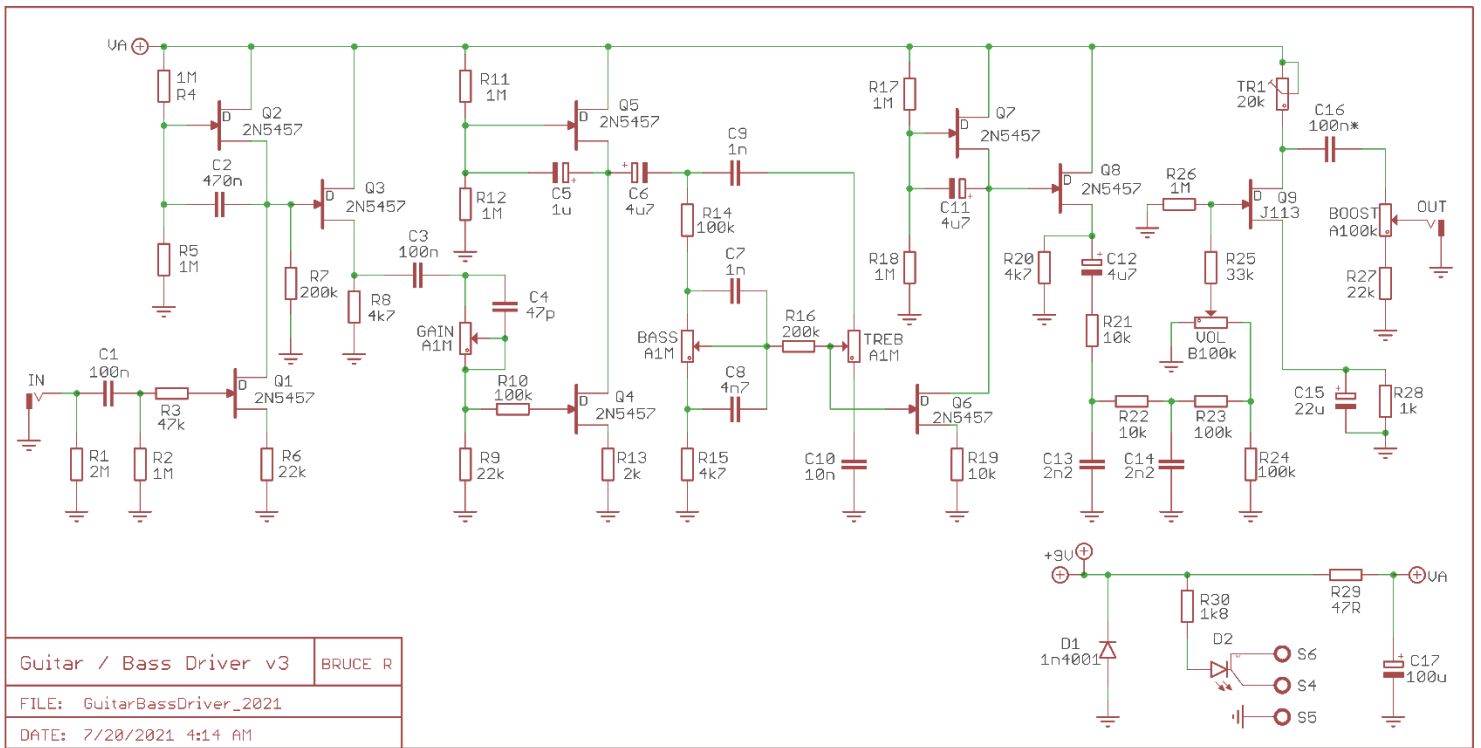 VA
1M
R4
D
Q2
2N5457
C2
470n
R5
1M
D
Q3
2N5457
R7
200k
R8
4k7
C3
100n
C4
47p
GAIN
A1M
IN
C1
100n
R3
47k
D
Q1
2N5457
R1
2M
R2
1M
R6
22k
R11
1M
D
Q5
2N5457
R12
1M
C5
1u
+
C6
4u7
C9
1n
R14
100k
C7
1n
BASS
A1M
R16
200k
TREB
A1M
R10
100k
D
Q4
2N5457
C8
4n7
R9
22k
R13
2k
R15
4k7
C10
10n
D
Q6
2N5457
R19
10k
R17
1M
D
Q7
2N5457
C11
4u7
+
R18
1M
D
Q8
2N5457
R20
4k7
+
C12
4u7
R21
10k
R22
10k
R23
100k
C13
2n2
C14
2n2
R24
100k
R26
1M
R25
33k
VOL
B100k
TR1
20k
D
Q9
J113
C16
100n*
BOOST
A100k
OUT
R27
22k
C15
22u
+
R28
1k
+9V
D1
1n4001
R30
1k8
D2
S6
S4
S5
R29
47R
VA
+
C17
100u
Guitar / Bass Driver v3
BRUCE R
FILE: GuitarBassDriver_2021
DATE: 7/20/2021 4:14 AM